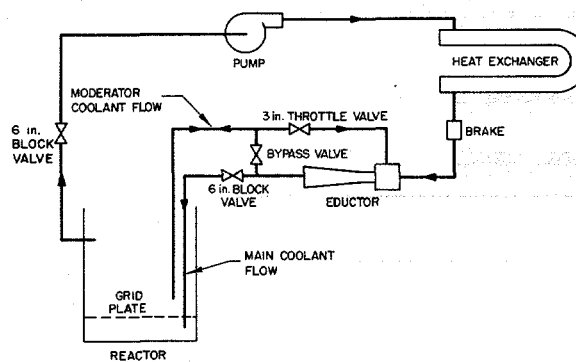 PUMP
HEAT EXCHANGER
MODERATOR
COOLANT FLOW
3 in. THROTTLE VALVE
6 in.
BLOCK
VALVE
BRAKE
BYPASS VALVE
6 in. BLOCK
VALVE
EDUCTOR
MAIN COOLANT
FLOW
GRID
PLATE
REACTOR